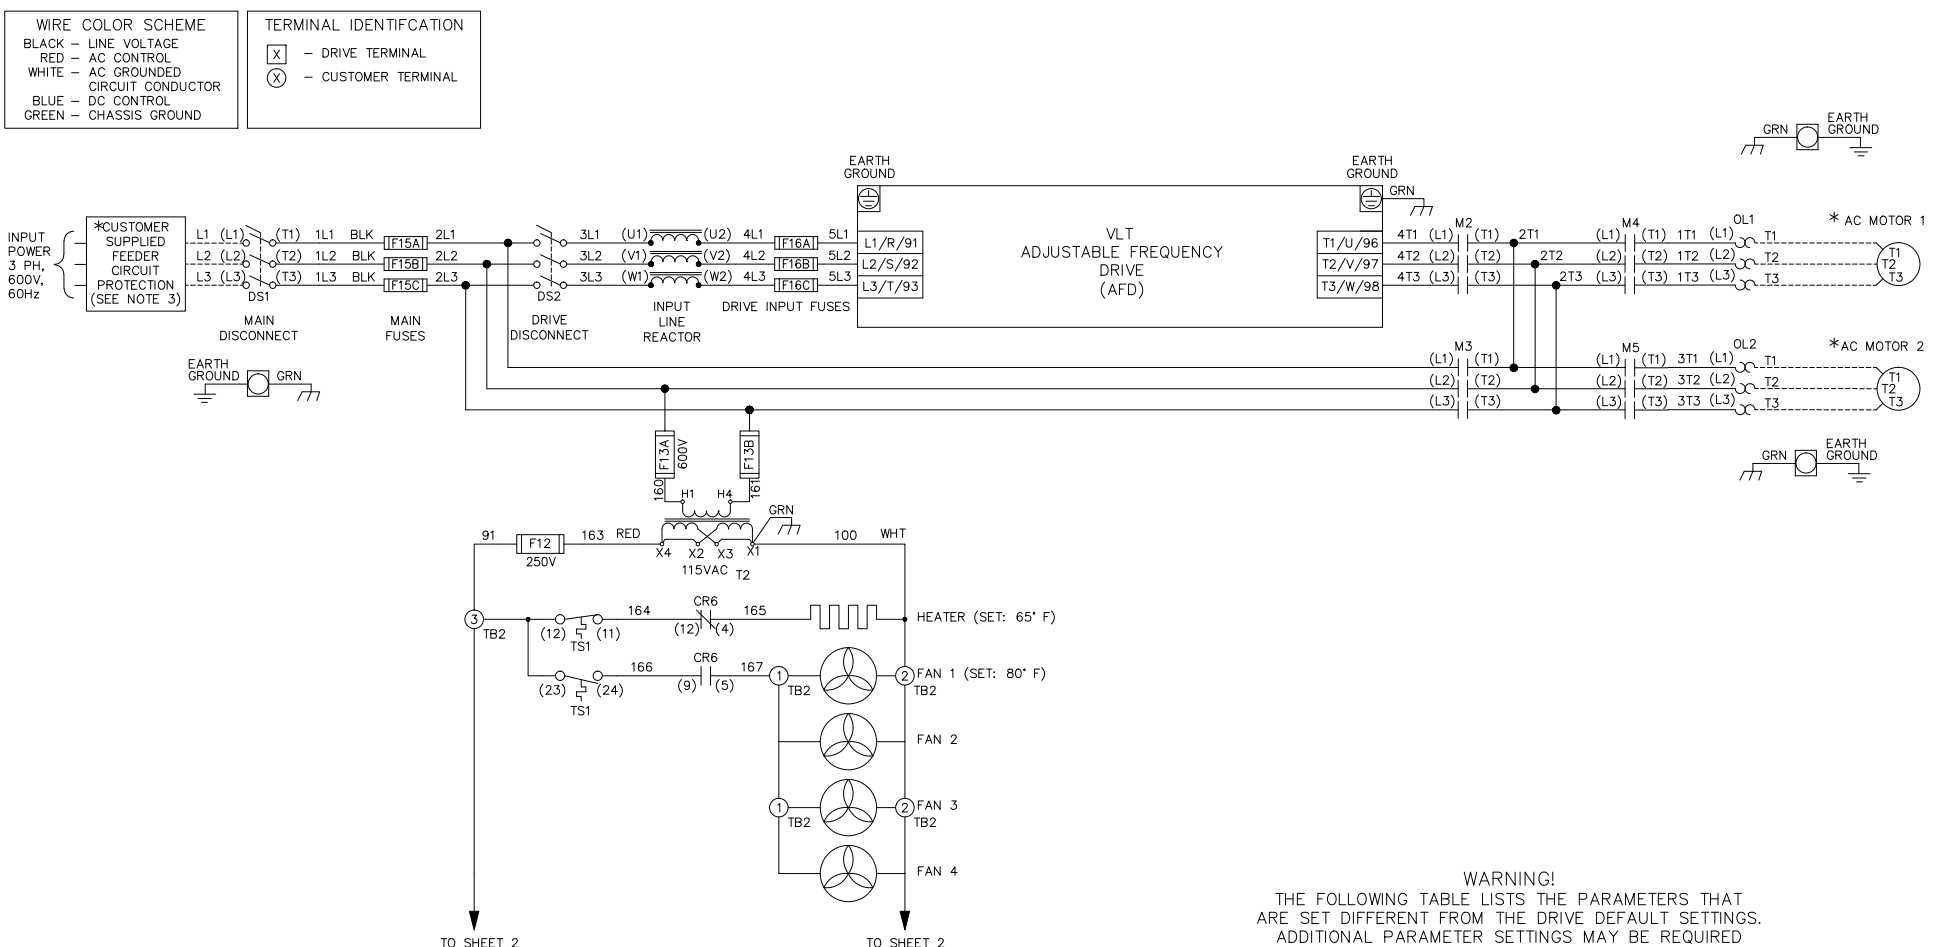 WIRE COLOR SCHEME
BLACK – LINE VOLTAGE
RED – AC CONTROL
WHITE – AC GROUNDED
CIRCUIT CONDUCTOR
BLUE – DC CONTROL
GREEN – CHASSIS GROUND
TERMINAL IDENTIFCATION
X – DRIVE TERMINAL
X – CUSTOMER TERMINAL
GRN EARTH
GROUND
EARTH
GROUND
EARTH
GROUND
GRN
INPUT
POWER
3 PH,
600V,
60Hz
*CUSTOMER
SUPPLIED
FEEDER
CIRCUIT
PROTECTION
(SEE NOTE 3)
L1 (L1) (T1) 1L1 BLK F15A 2L1 3L1 (U1) (U2) 4L1 F16A 5L1 L1/R/91
L2 (L2) (T2) 1L2 BLK F15B 2L2 3L2 (V1) (V2) 4L2 F16B 5L2 L2/S/92
L3 (L3) (T3) 1L3 BLK F15C 2L3 3L3 (W1) (W2) 4L3 F16C 5L3 L3/T/93
DS1
MAIN
DISCONNECT
MAIN
FUSES
DS2
DRIVE
DISCONNECT
INPUT
LINE
REACTOR
DRIVE INPUT FUSES
VLT
ADJUSTABLE FREQUENCY
DRIVE
(AFD)
M2 M4 OL1 * AC MOTOR 1
T1/U/96 4T1 (L1) (T1) 2T1 (L1) (T1) 1T1 (L1) T1
T2/V/97 4T2 (L2) (T2) 2T2 (L2) (T2) 1T2 (L2) T2
T3/W/98 4T3 (L3) (T3) 2T3 (L3) (T3) 1T3 (L3) T3
T1
T2
T3
EARTH
GROUND GRN
M3 M5 OL2 *AC MOTOR 2
(L1) (T1) (L1) (T1) 3T1 (L1) T1
(L2) (T2) (L2) (T2) 3T2 (L2) T2
(L3) (T3) (L3) (T3) 3T3 (L3) T3
T1
T2
T3
GRN EARTH
GROUND
F13A 600V F13B
160 H1 H4 161
GRN
91 F12 163 RED 100 WHT
250V
X4 X2 X3 X1
115VAC T2
3 TB2
(12) (11) 164 CR6 (12) (4) 165 HEATER (SET: 65° F)
TS1
(23) (24) 166 CR6 (9) (5) 167 1 TB2 2 TB2 FAN 1 (SET: 80° F)
TS1
FAN 2
1 TB2 2 TB2 FAN 3
FAN 4
TO SHEET 2 TO SHEET 2
WARNING!
THE FOLLOWING TABLE LISTS THE PARAMETERS THAT
ARE SET DIFFERENT FROM THE DRIVE DEFAULT SETTINGS.
ADDITIONAL PARAMETER SETTINGS MAY BE REQUIRED